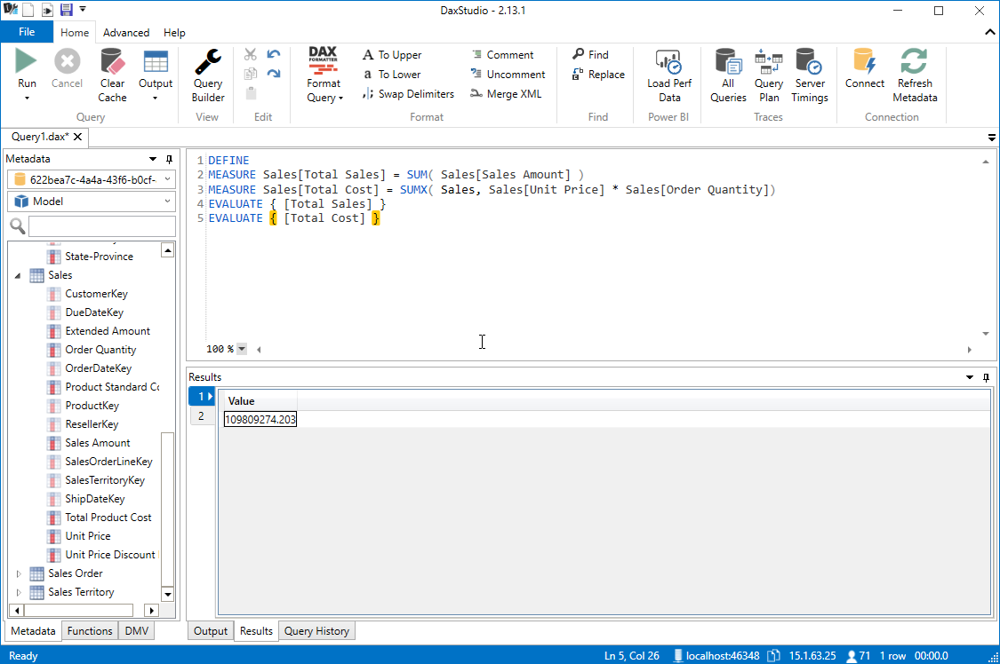 DaxStudio - 2.13.1
File Home Advanced Help
Run
Cancel
Clear Cache
Output
Query
Query Builder
View
Edit
DAX
FORMATTER
Format Query
A To Upper
a To Lower
Swap Delimiters
Comment
Uncomment
Merge XML
Format
Find
Replace
Find
Load Perf Data
Power BI
All Queries
Query Plan
Server Timings
Traces
Connect
Refresh Metadata
Connection
Query1.dax*
Metadata
622bea7c-4a4a-43f6-b0cf-
Model
State-Province
Sales
CustomerKey
DueDateKey
Extended Amount
Order Quantity
OrderDateKey
Product Standard Co
ProductKey
ResellerKey
Sales Amount
SalesOrderLineKey
SalesTerritoryKey
ShipDateKey
Total Product Cost
Unit Price
Unit Price Discount
Sales Order
Sales Territory
Metadata Functions DMV
1 DEFINE
2 MEASURE Sales[Total Sales] = SUM( Sales[Sales Amount] )
3 MEASURE Sales[Total Cost] = SUMX( Sales, Sales[Unit Price] * Sales[Order Quantity])
4 EVALUATE { [Total Sales] }
5 EVALUATE { [Total Cost] }
100 %
Results
1
2
Value
109809274.203
Output Results Query History
Ready
Ln 5, Col 26 localhost:46348 15.1.63.25 71 1 row 00:00.0